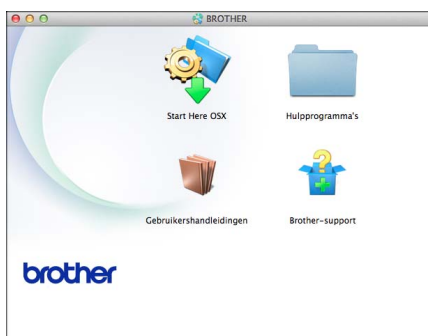 BROTHER
Start Here OSX
Hulpprogramma's
Gebruikershandleidingen
Brother-support
brother